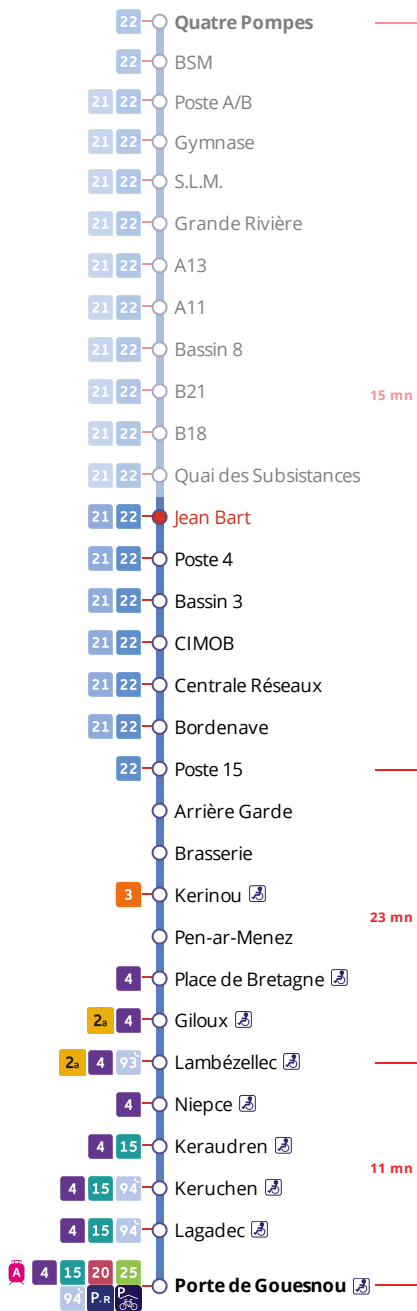 22 Quatre Pompes
22 BSM
21 22 Poste A/B
21 22 Gymnase
21 22 S.L.M.
21 22 Grande Rivière
21 22 A13
21 22 A11
21 22 Bassin 8
21 22 B21
15 mn
21 22 B18
21 22 Quai des Subsistances
21 22 Jean Bart
21 22 Poste 4
21 22 Bassin 3
21 22 CIMOB
21 22 Centrale Réseaux
21 22 Bordenave
22 Poste 15
Arrière Garde
Brasserie
3 Kerinou
23 mn
Pen-ar-Menez
4 Place de Bretagne
2a 4 Giloux
2a 4 93 Lambézellec
4 Niepce
4 15 Keraudren
11 mn
4 15 94 Keruchen
4 15 94 Lagadec
A 4 15 20 25
94 P.R P Porte de Gouesnou